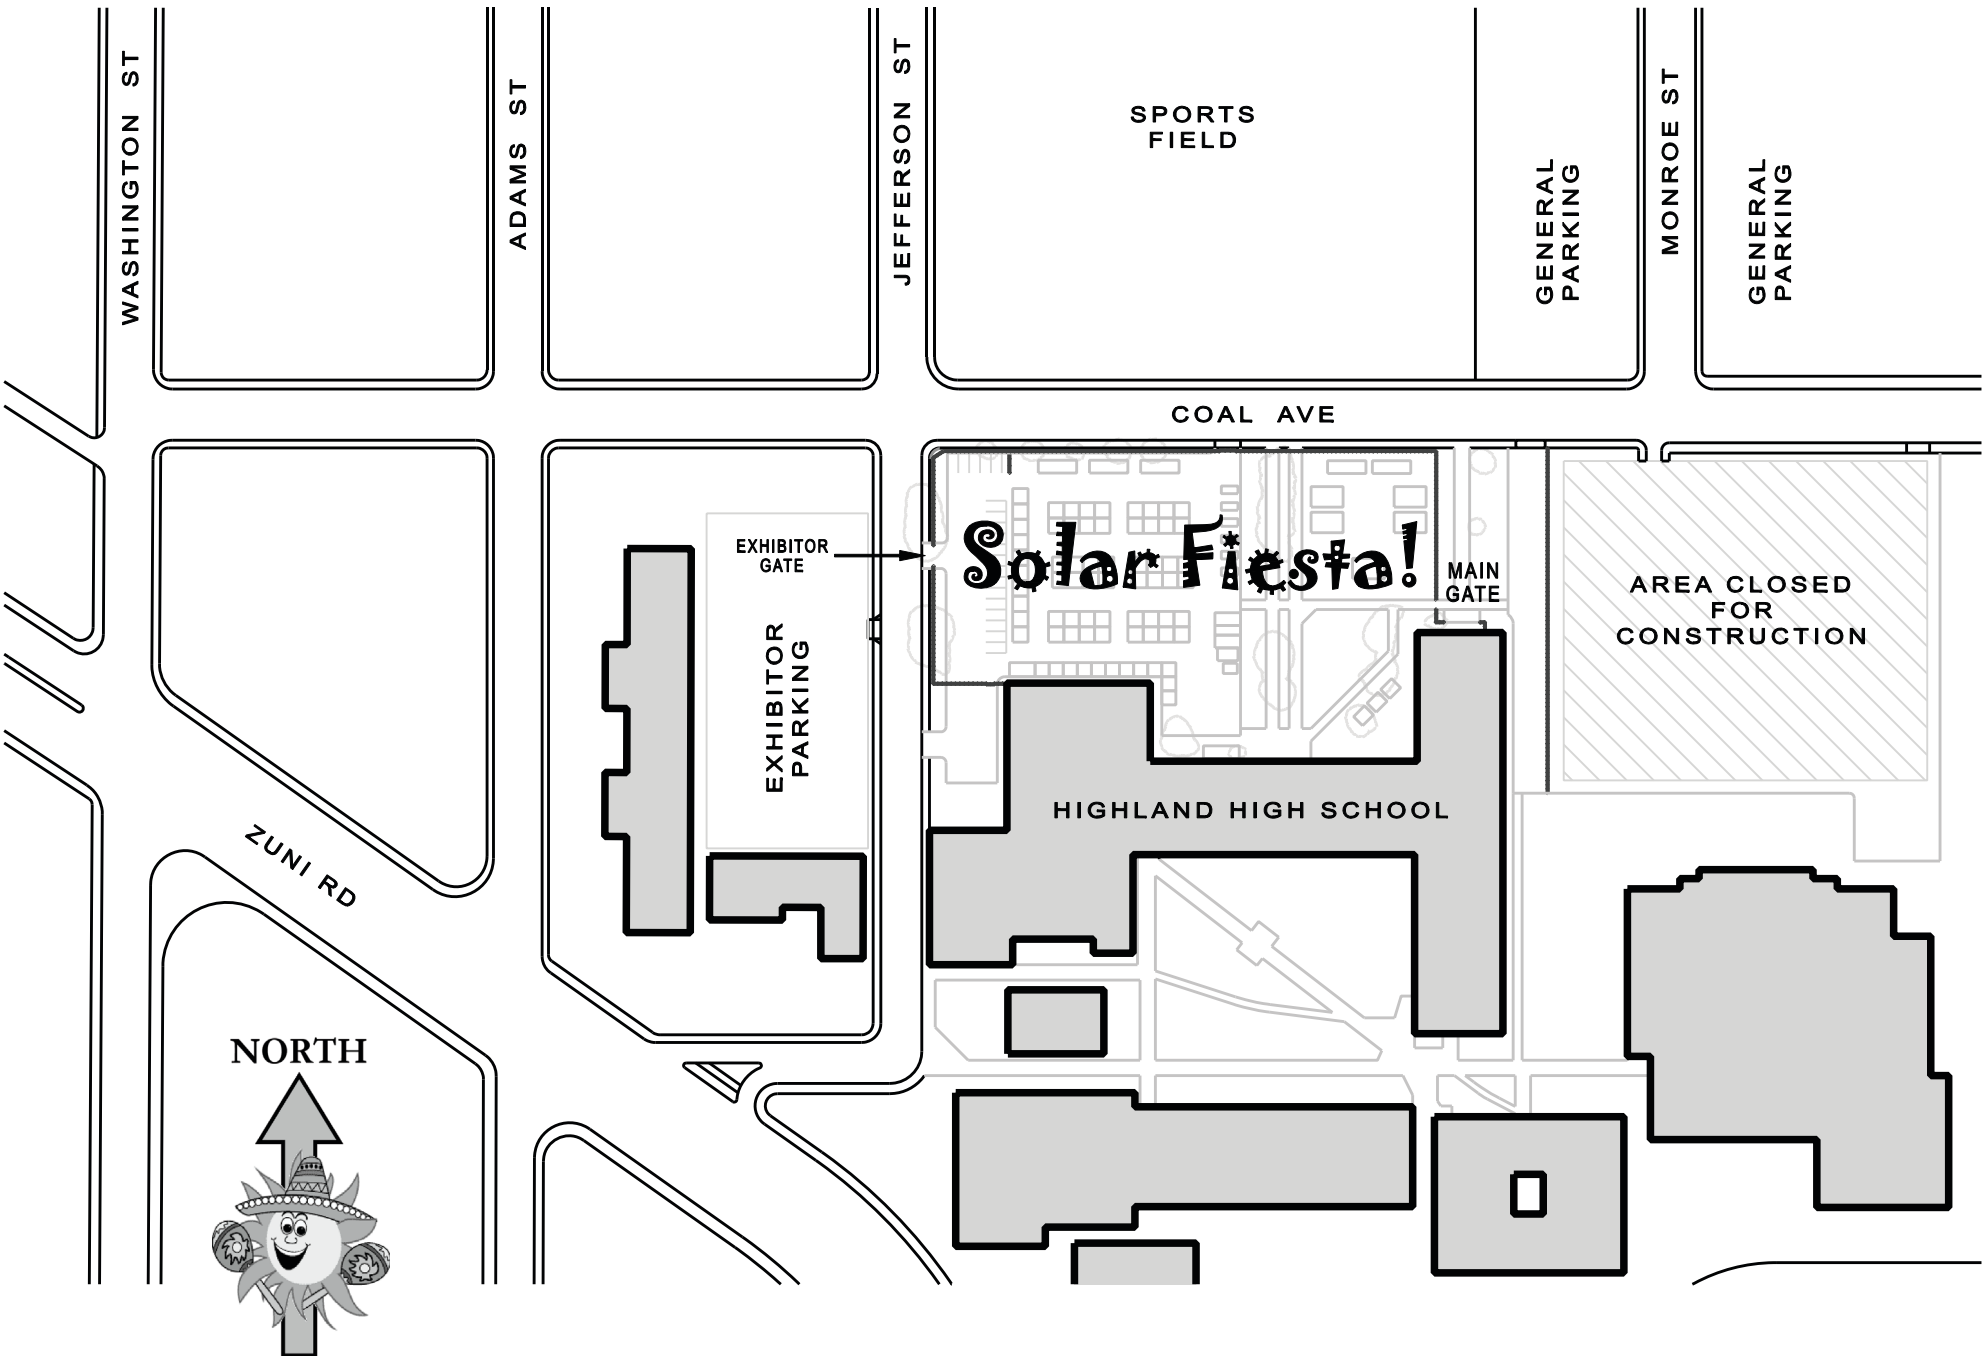 WASHINGTON ST
ADAMS ST
JEFFERSON ST
SPORTS
FIELD
GENERAL
PARKING
MONROE ST
GENERAL
PARKING
COAL AVE
EXHIBITOR
GATE
Solar Fiesta!
MAIN
GATE
AREA CLOSED
FOR
CONSTRUCTION
EXHIBITOR
PARKING
HIGHLAND HIGH SCHOOL
ZUNI RD
NORTH